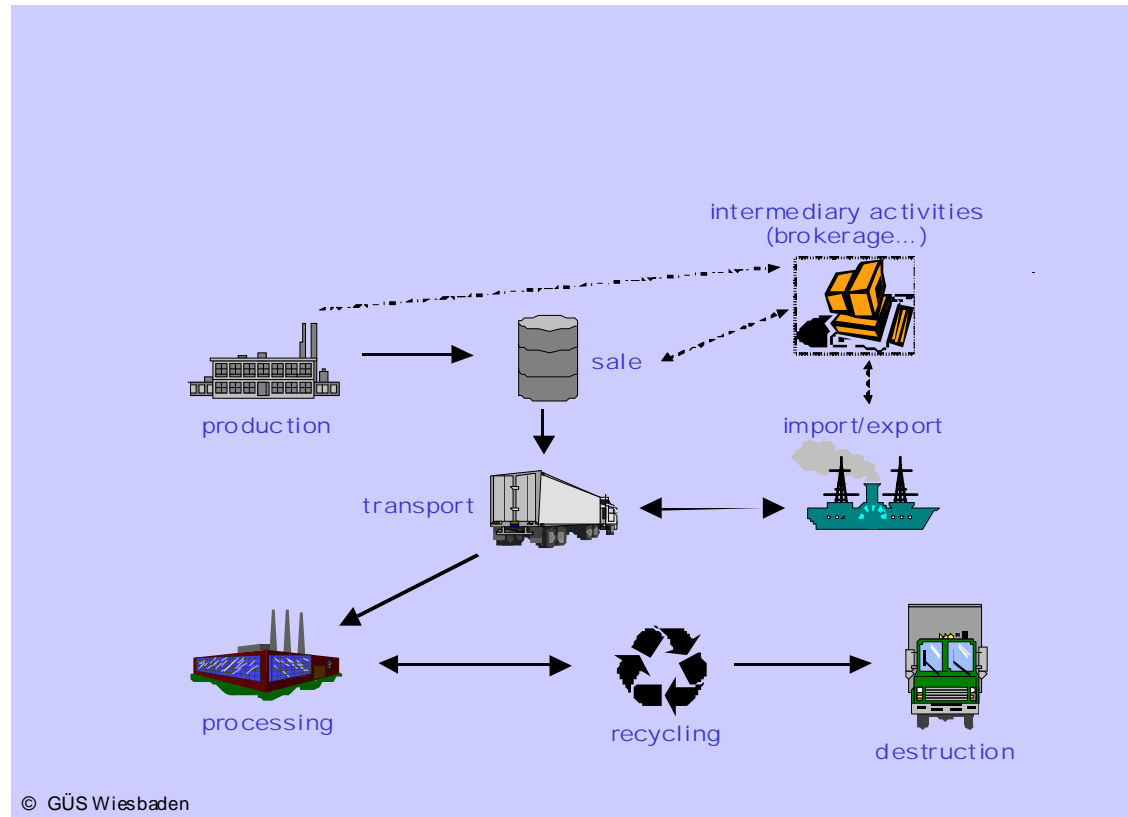 intermediary activities
(brokerage...)
sale
production
import/export
transport
processing
recycling
destruction
© GÜS Wiesbaden